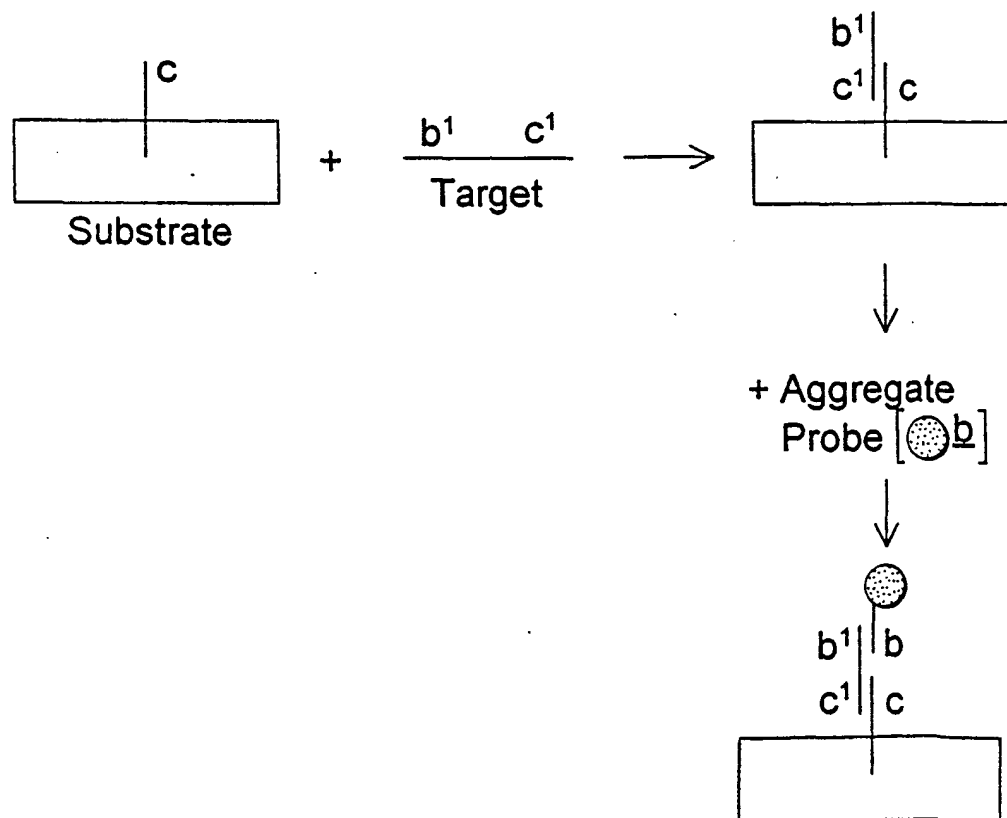 c
Substrate
+
b¹ c¹
Target
b¹
c¹ c
+ Aggregate
Probe [ b]
b¹ b
c¹ c